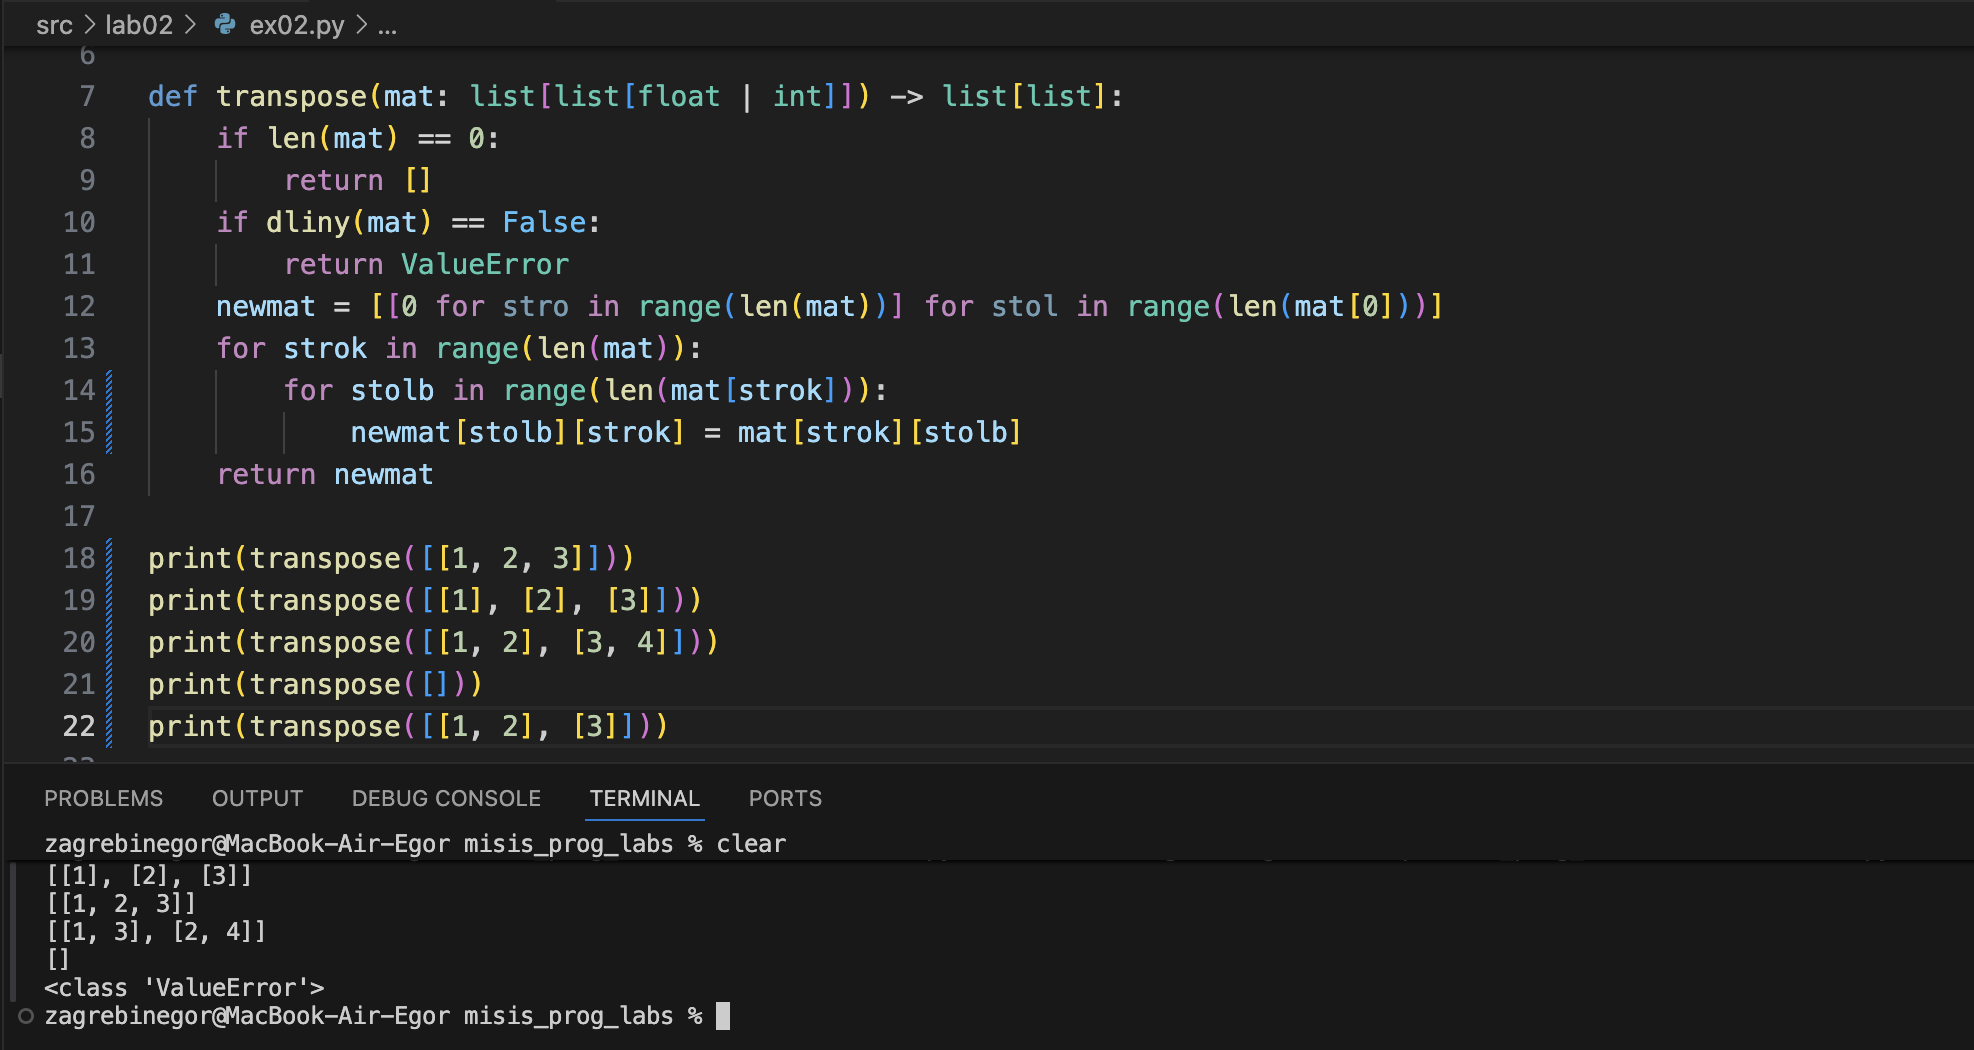 src > lab02 > ex02.py > ...
6
7 def transpose(mat: list[list[float | int]]) -> list[list]:
8     if len(mat) == 0:
9         return []
10     if dliny(mat) == False:
11         return ValueError
12     newmat = [[0 for stro in range(len(mat))] for stol in range(len(mat[0]))]
13     for strok in range(len(mat)):
14         for stolb in range(len(mat[strok])):
15             newmat[stolb][strok] = mat[strok][stolb]
16     return newmat
17
18 print(transpose([[1, 2, 3]]))
19 print(transpose([[1], [2], [3]]))
20 print(transpose([[1, 2], [3, 4]]))
21 print(transpose([]))
22 print(transpose([[1, 2], [3]]))
PROBLEMS OUTPUT DEBUG CONSOLE TERMINAL PORTS
zagrebinegor@MacBook-Air-Egor misis_prog_labs % clear
[[1], [2], [3]]
[[1, 2, 3]]
[[1, 3], [2, 4]]
[]
<class 'ValueError'>
zagrebinegor@MacBook-Air-Egor misis_prog_labs %